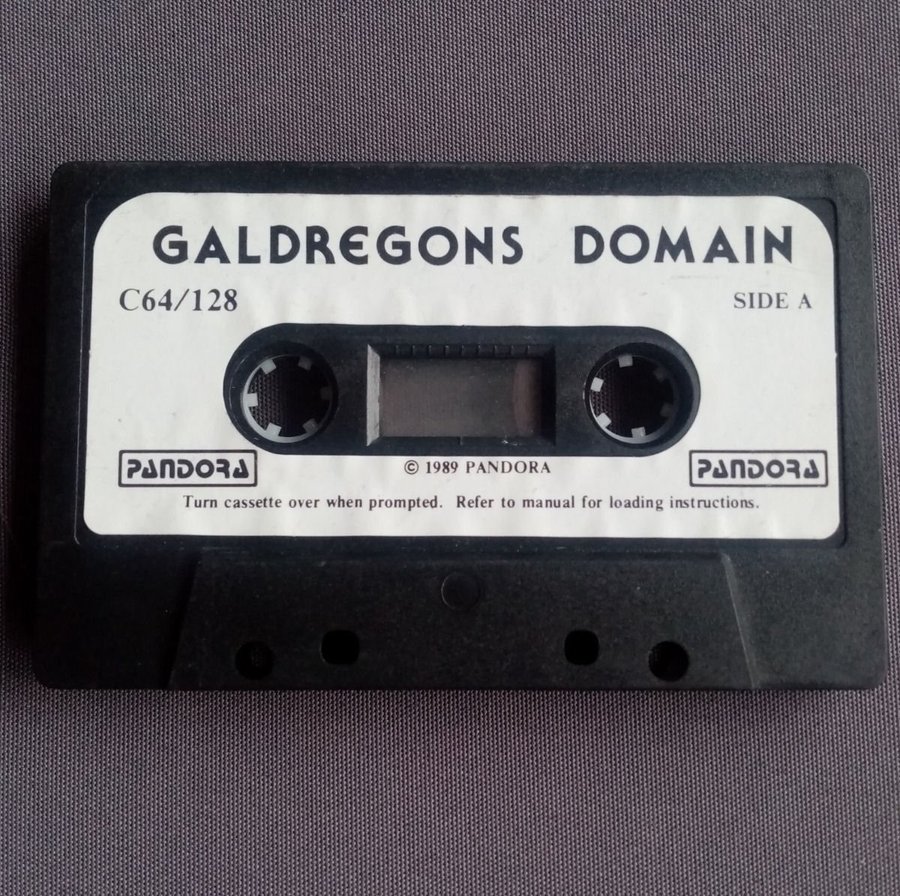 GALDREGONS DOMAIN
C64/128 SIDE A
PANDORA © 1989 PANDORA PANDORA
Turn cassette over when prompted. Refer to manual for loading instructions.